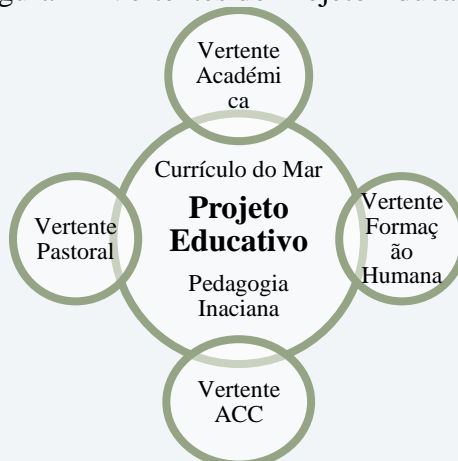 Vertente
Académi
ca
Currículo do Mar
Projeto
Educativo
Pedagogia
Inaciana
Vertente
Pastoral
Vertente
Formaç
ão
Humana
Vertente
ACC